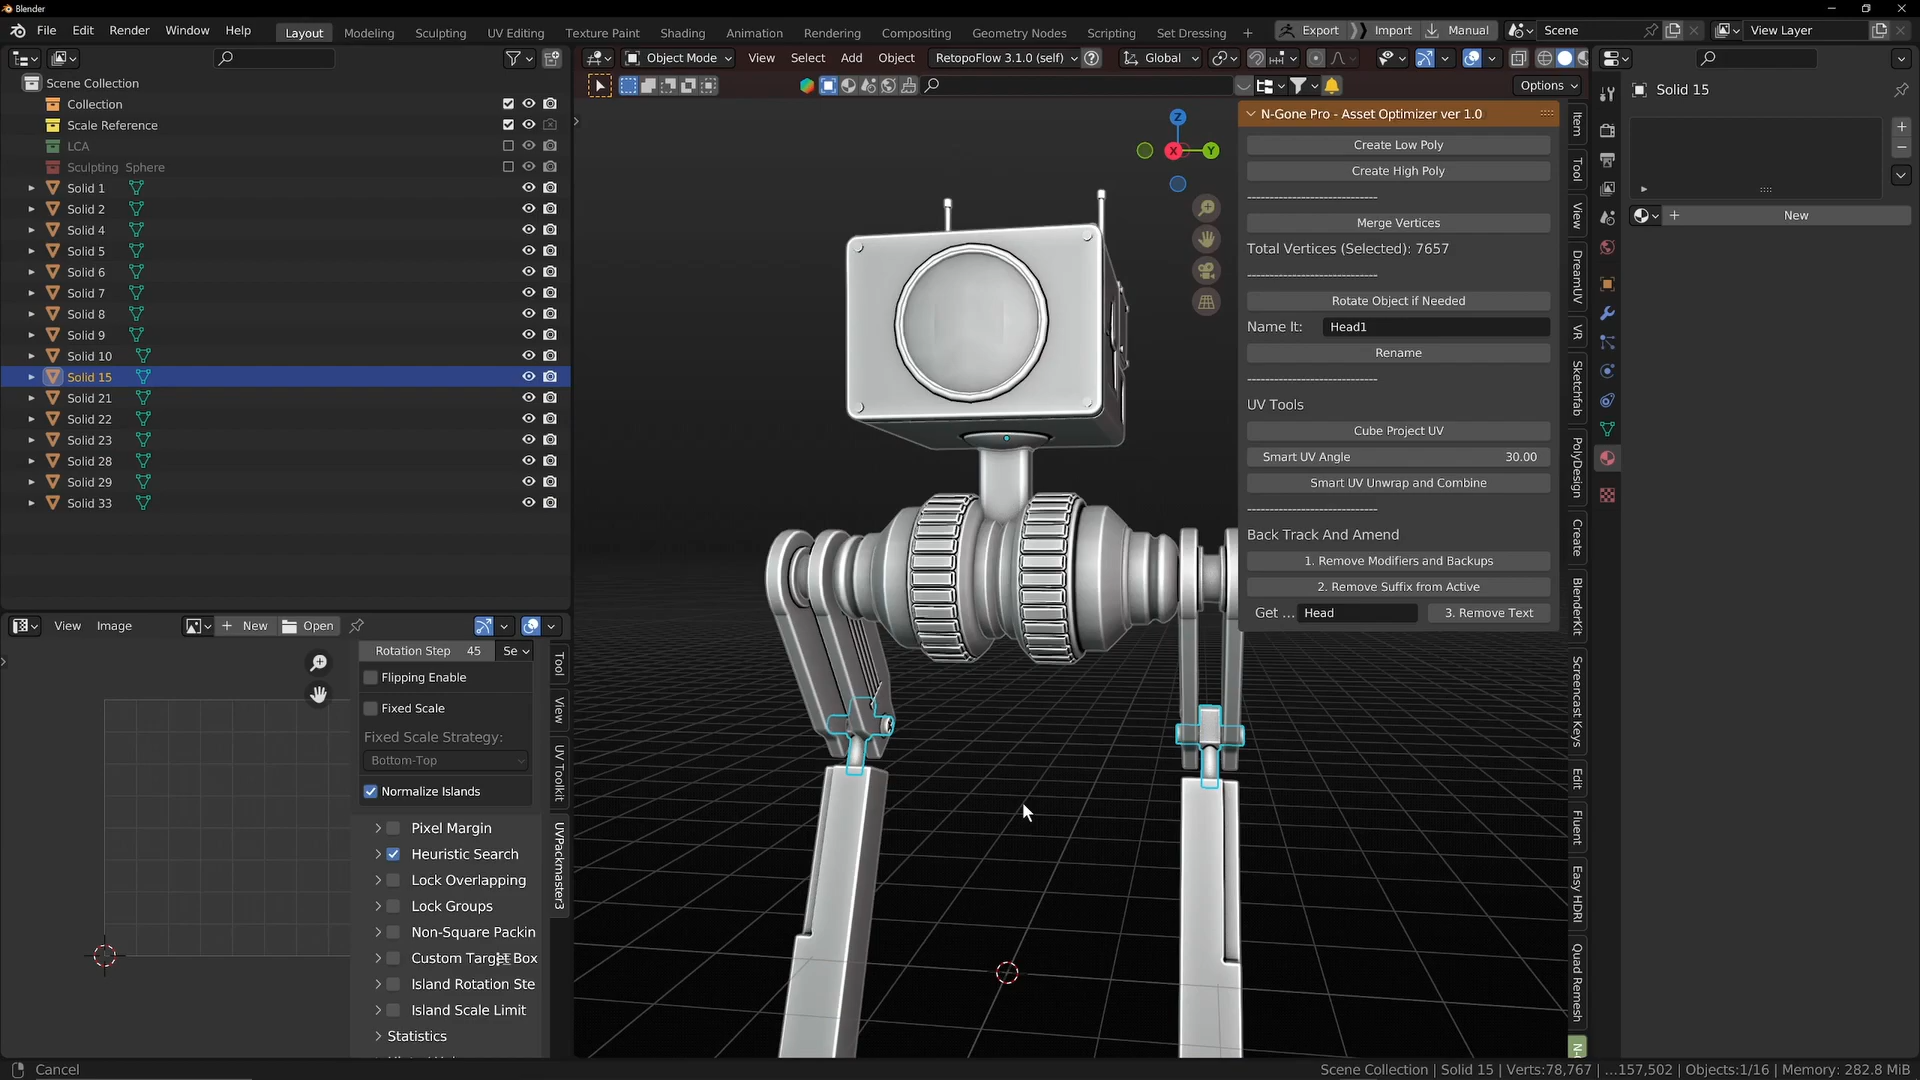 Blender
File Edit Render Window Help Layout Modeling Sculpting UV Editing Texture Paint Shading Animation Rendering Compositing Geometry Nodes Scripting Set Dressing + Export Import Manual Scene View Layer
Object Mode View Select Add Object RetopoFlow 3.1.0 (self) Global
Options
Scene Collection
Collection
Scale Reference
LCA
Sculpting Sphere
Solid 1
Solid 2
Solid 4
Solid 5
Solid 6
Solid 7
Solid 8
Solid 9
Solid 10
Solid 15
Solid 21
Solid 22
Solid 23
Solid 28
Solid 29
Solid 33
Z
X
Y
N-Gone Pro - Asset Optimizer ver 1.0
Create Low Poly
Create High Poly
----------------------------
Merge Vertices
Total Vertices (Selected): 7657
----------------------------
Rotate Object if Needed
Name It: Head1
Rename
----------------------------
UV Tools
Cube Project UV
Smart UV Angle 30.00
Smart UV Unwrap and Combine
----------------------------
Back Track And Amend
1. Remove Modifiers and Backups
2. Remove Suffix from Active
Get ... Head 3. Remove Text
Item
Tool
View
DreamUV
VR
Sketchfab
PolyDesign
Create
BlenderKit
Screencast Keys
Edit
Fluent
Easy HDRI
Quad Remesh
Solid 15
+ New
View Image + New Open
Rotation Step 45 Se
Flipping Enable
Fixed Scale
Fixed Scale Strategy:
Bottom-Top
Normalize Islands
Pixel Margin
Heuristic Search
Lock Overlapping
Lock Groups
Non-Square Packin
Custom Target Box
Island Rotation Ste
Island Scale Limit
Statistics
Tool
View
UV Toolkit
UVPackmaster3
Cancel
Scene Collection | Solid 15 | Verts:78,767 | ...157,502 | Objects:1/16 | Memory: 282.8 MiB